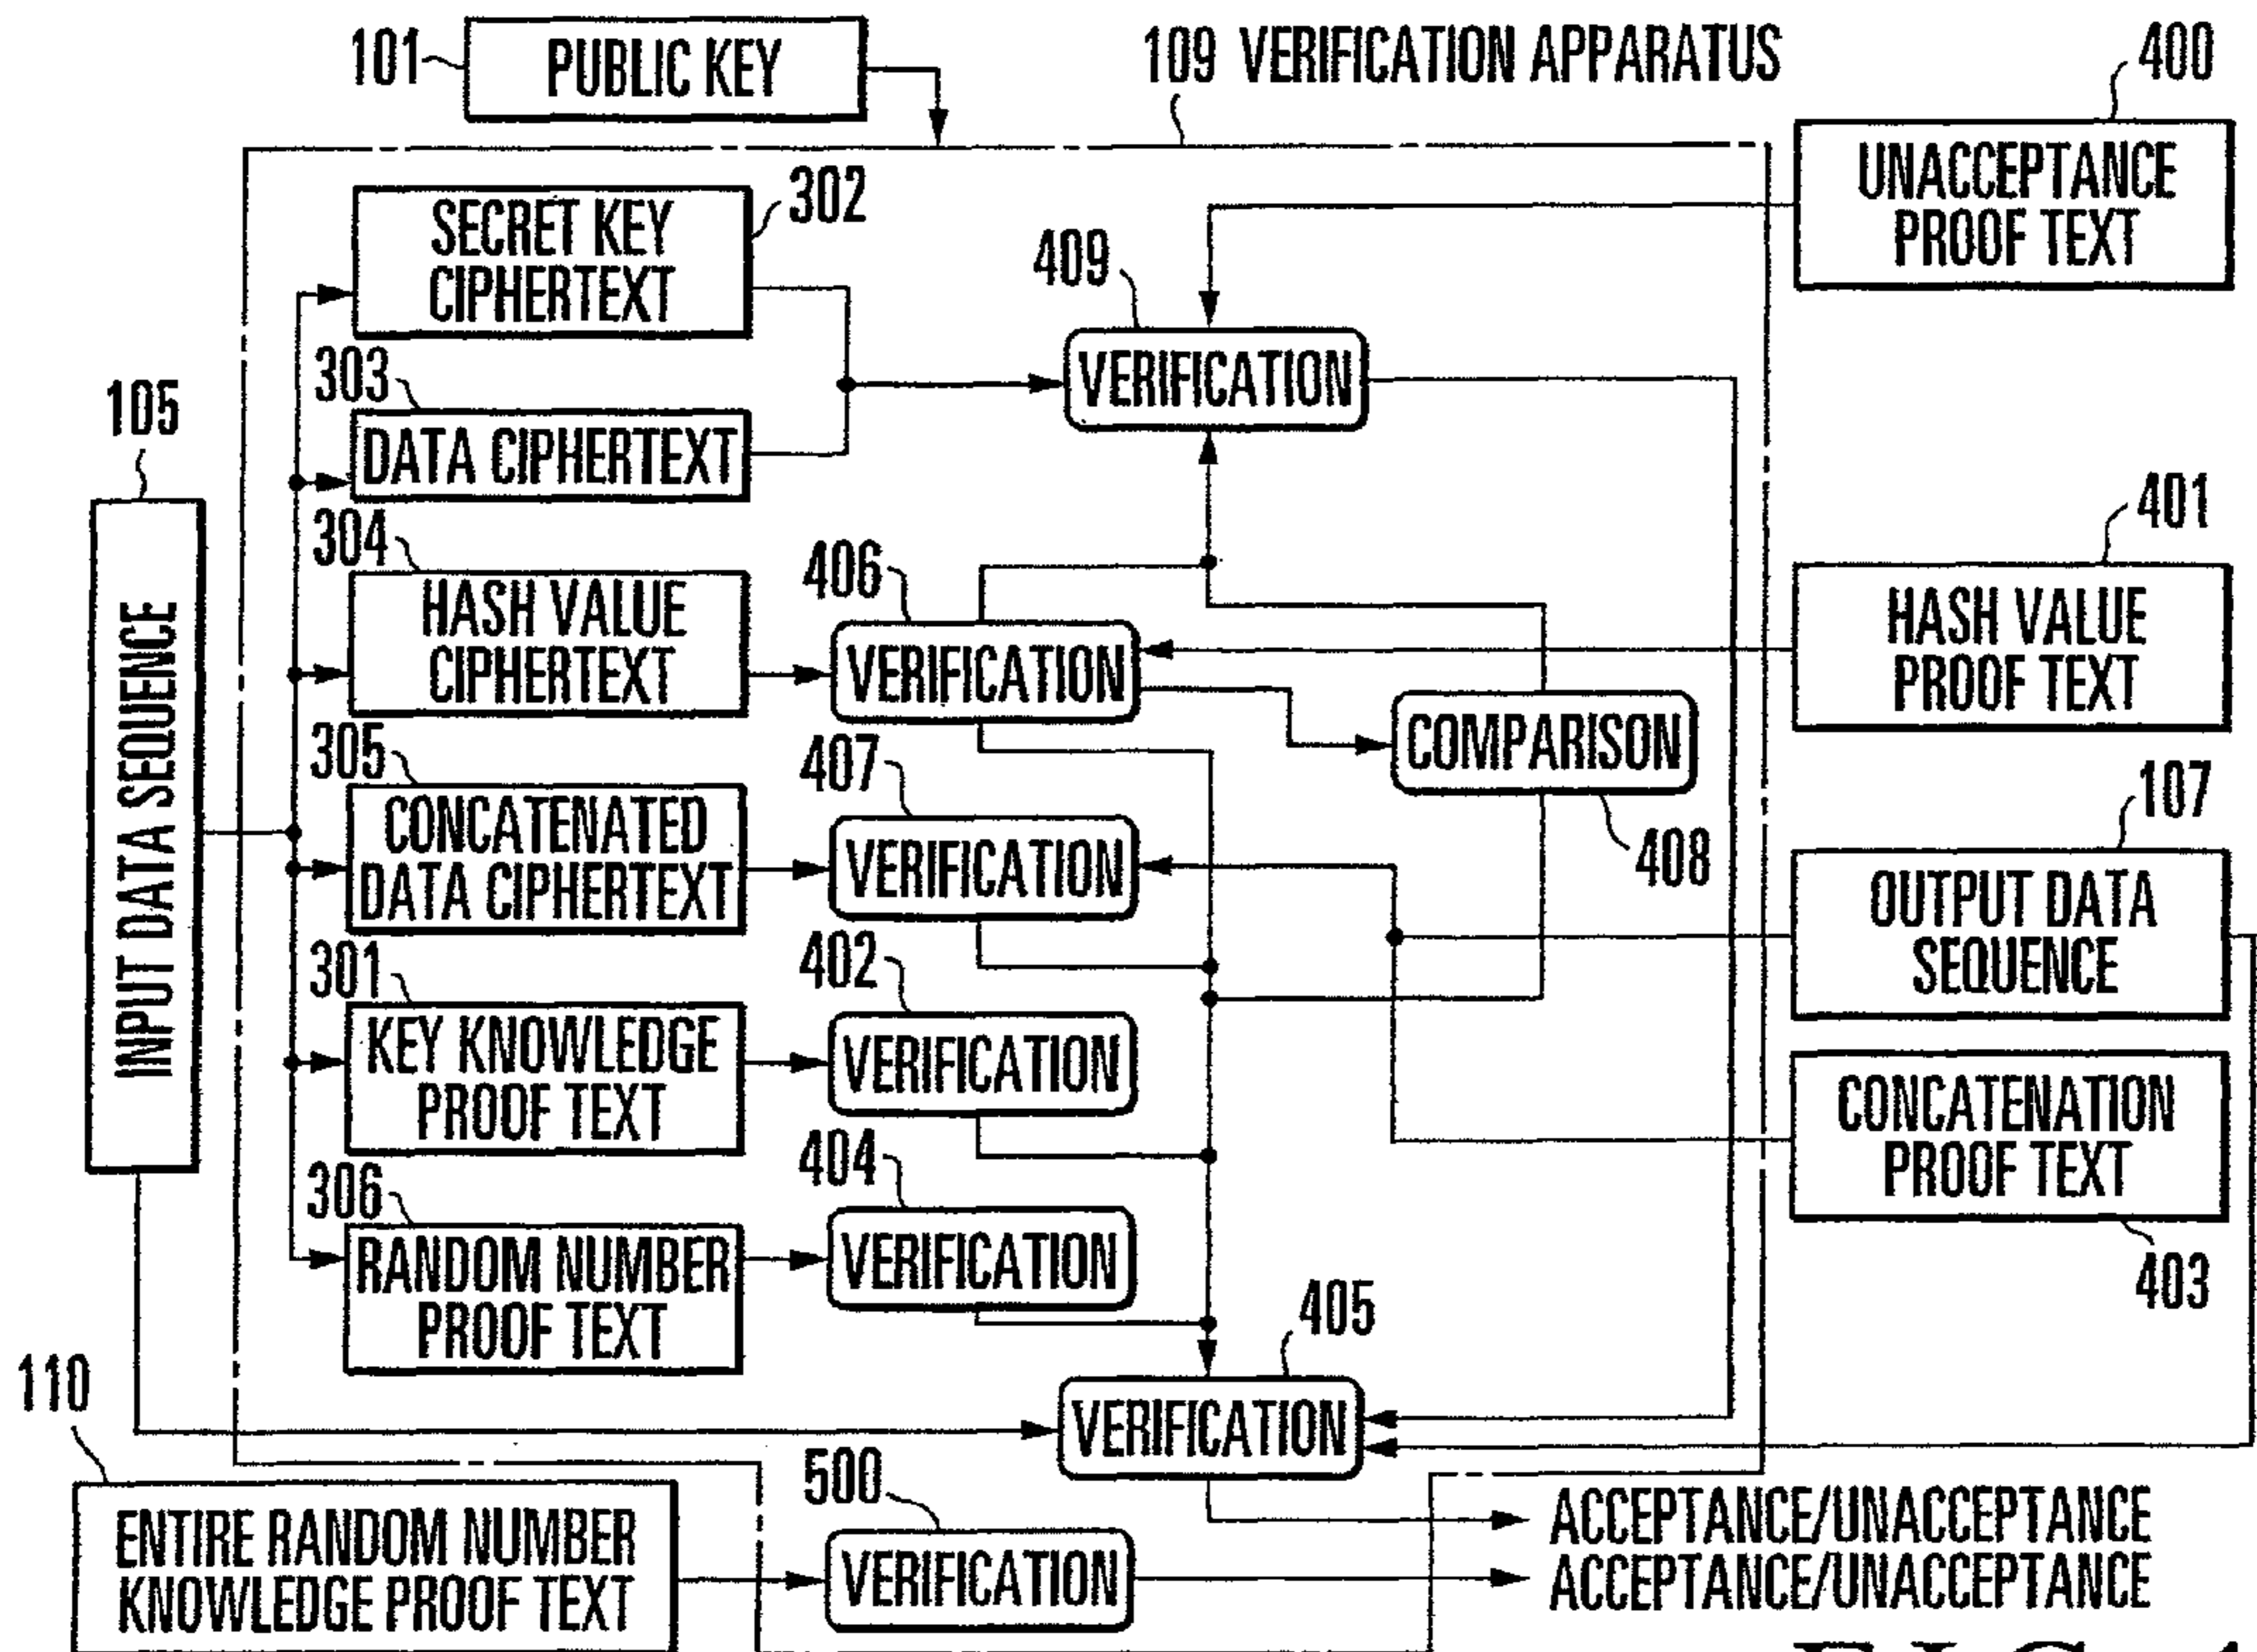 101
PUBLIC KEY
109 VERIFICATION APPARATUS
400
UNACCEPTANCE
PROOF TEXT
302
SECRET KEY
CIPHERTEXT
409
VERIFICATION
303
DATA CIPHERTEXT
105
INPUT DATA SEQUENCE
304
HASH VALUE
CIPHERTEXT
406
VERIFICATION
401
HASH VALUE
PROOF TEXT
COMPARISON
408
305
CONCATENATED
DATA CIPHERTEXT
407
VERIFICATION
107
OUTPUT DATA
SEQUENCE
301
KEY KNOWLEDGE
PROOF TEXT
402
VERIFICATION
CONCATENATION
PROOF TEXT
403
306
RANDOM NUMBER
PROOF TEXT
404
VERIFICATION
405
VERIFICATION
110
ENTIRE RANDOM NUMBER
KNOWLEDGE PROOF TEXT
500
VERIFICATION
ACCEPTANCE/UNACCEPTANCE
ACCEPTANCE/UNACCEPTANCE